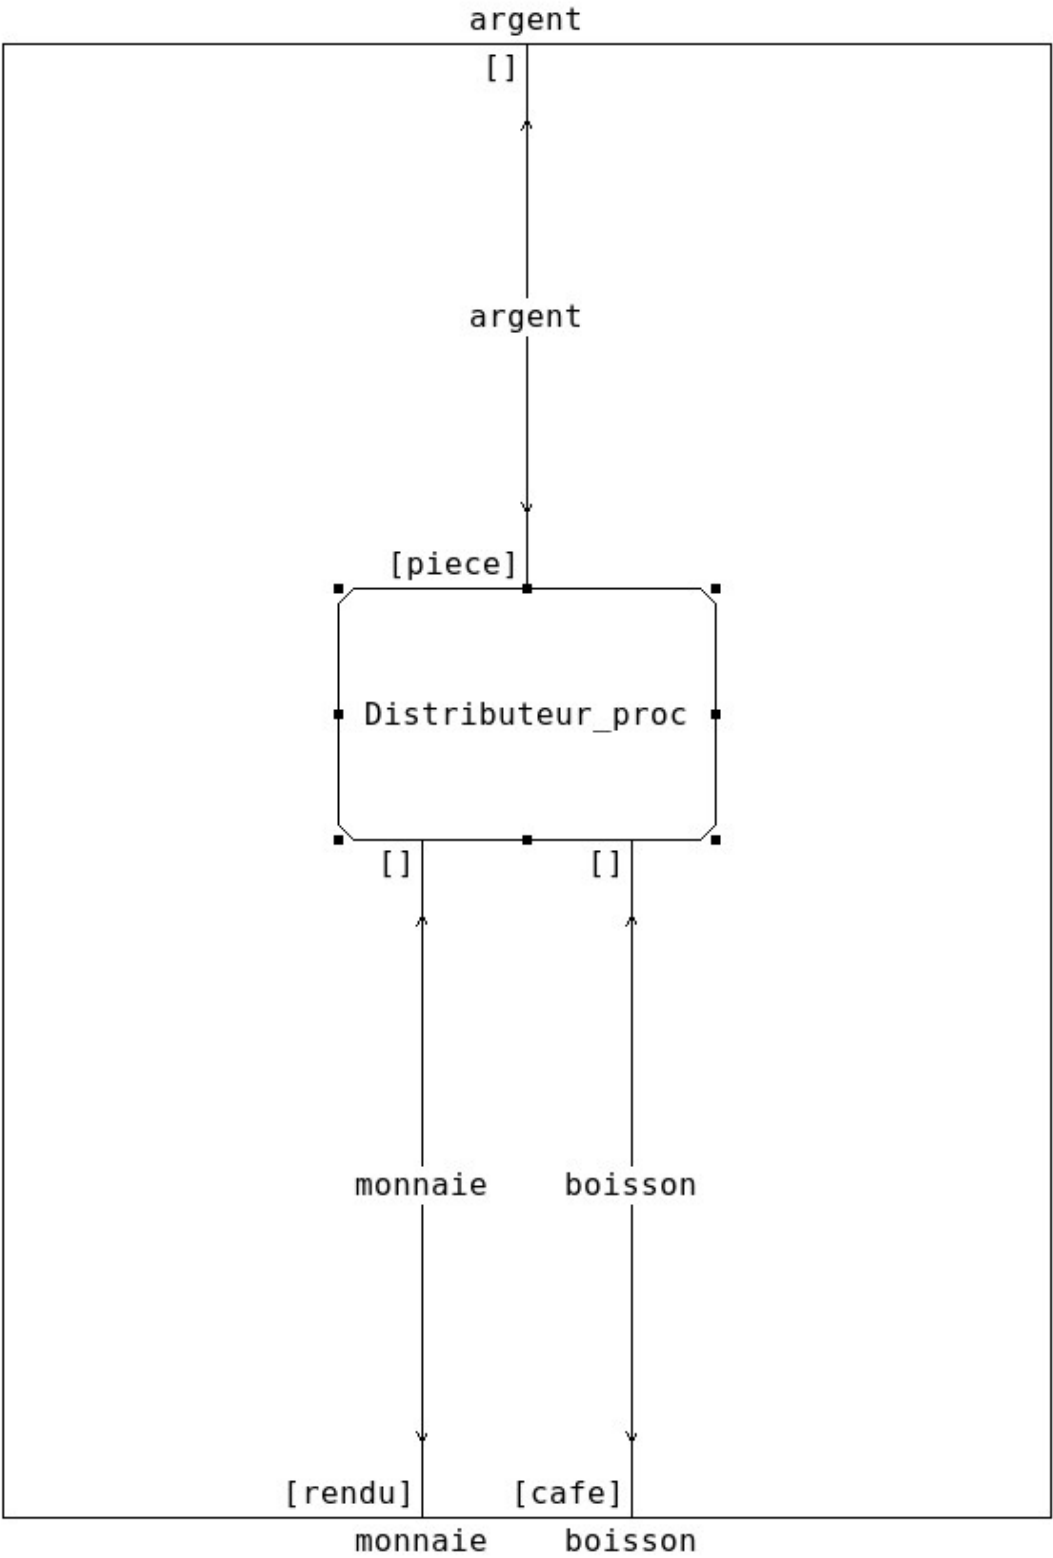 argent
[]
argent
[piece]
Distributeur_proc
[] []
monnaie boisson
[rendu] [cafe]
monnaie boisson